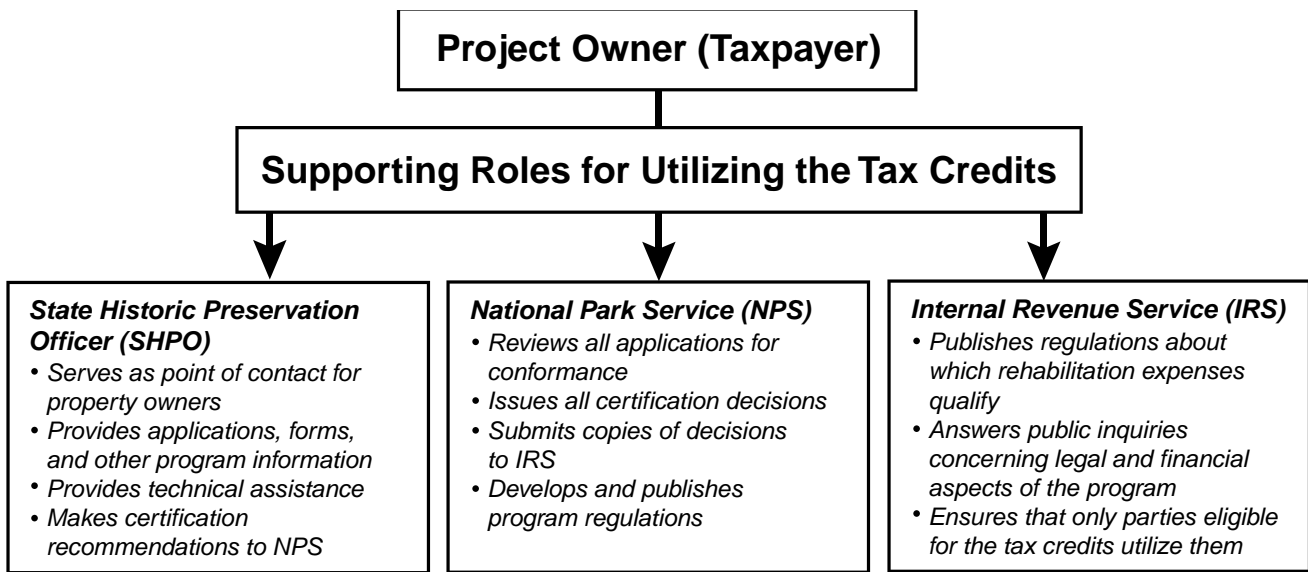 Project Owner (Taxpayer)
Supporting Roles for Utilizing the Tax Credits
State Historic Preservation
Officer (SHPO)
• Serves as point of contact for
property owners
• Provides applications, forms,
and other program information
• Provides technical assistance
• Makes certification
recommendations to NPS
National Park Service (NPS)
• Reviews all applications for
conformance
• Issues all certification decisions
• Submits copies of decisions
to IRS
• Develops and publishes
program regulations
Internal Revenue Service (IRS)
• Publishes regulations about
which rehabilitation expenses
qualify
• Answers public inquiries
concerning legal and financial
aspects of the program
• Ensures that only parties eligible
for the tax credits utilize them